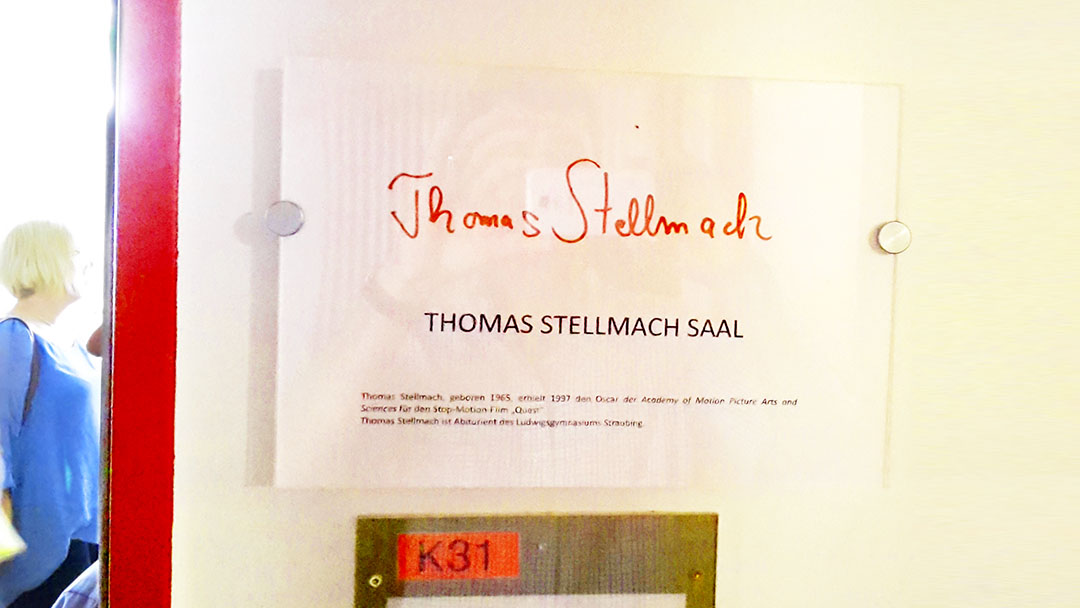 Thomas Stellmach
THOMAS STELLMACH SAAL
Thomas Stellmach, geboren 1965, erhielt 1997 den Oscar der Academy of Motion Picture Arts and
Sciences für den Stop-Motion-Film „Quest“
Thomas Stellmach ist Abiturient des Ludwigsgymnasiums Straubing.
K31